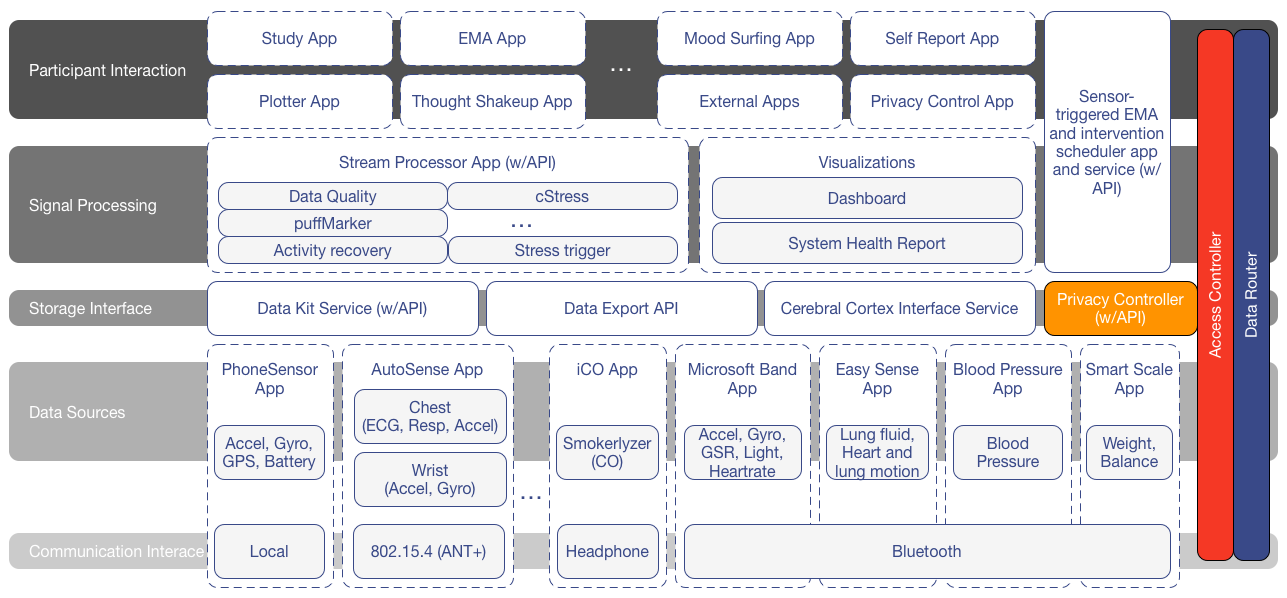 Participant Interaction
Study App
EMA App
...
Mood Surfing App
Self Report App
Plotter App
Thought Shakeup App
External Apps
Privacy Control App
Sensor-
triggered EMA
and intervention
scheduler app
and service (w/
API)
Signal Processing
Stream Processor App (w/API)
Data Quality
cStress
puffMarker
...
Activity recovery
Stress trigger
Visualizations
Dashboard
System Health Report
Storage Interface
Data Kit Service (w/API)
Data Export API
Cerebral Cortex Interface Service
Privacy Controller
(w/API)
Access Controller
Data Router
Data Sources
PhoneSensor
App
Accel, Gyro,
GPS, Battery
AutoSense App
Chest
(ECG, Resp, Accel)
Wrist
(Accel, Gyro)
...
iCO App
Smokerlyzer
(CO)
Microsoft Band
App
Accel, Gyro,
GSR, Light,
Heartrate
Easy Sense
App
Lung fluid,
Heart and
lung motion
Blood Pressure
App
Blood
Pressure
Smart Scale
App
Weight,
Balance
Communication Interace
Local
802.15.4 (ANT+)
Headphone
Bluetooth